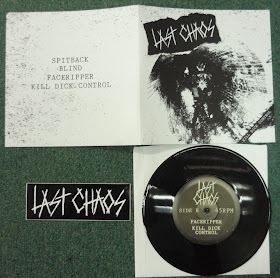 LAST CHAOS
SPITBACK
BLIND
FACERIPPER
KILL DICK-CONTROL
LAST CHAOS
LAST
CHAOS
SIDE B 45RPM
FACERIPPER
KILL DICK
CONTROL